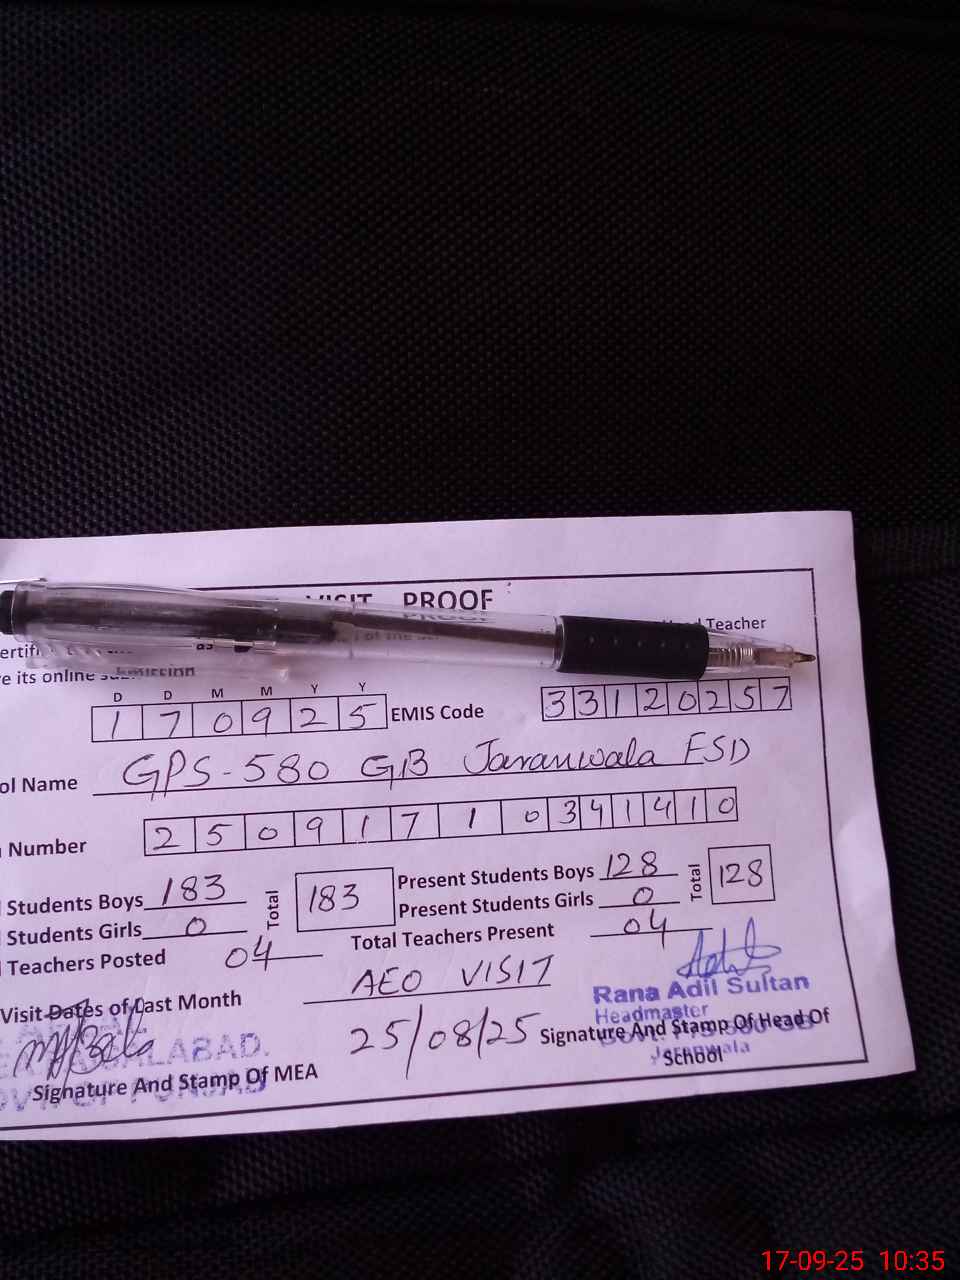 VISIT PROOF
Teacher
e its online
D D M M Y Y
1 7 0 9 2 5 EMIS Code 3 3 1 2 0 2 5 7
ol Name GPS-580 GB Jaranwala FSD
Number 2 5 0 9 1 7 1 0 3 4 1 4 1 0
Students Boys 183 Total 183 Present Students Boys 128 Total 128
Students Girls 0 Present Students Girls 0
Teachers Posted 04 Total Teachers Present 04
Visit Dates of Last Month AEO VISIT
25/08/25
Rana Adil Sultan
Headmaster
Signature And Stamp Of Head Of
School
Signature And Stamp Of MEA
17-09-25 10:35